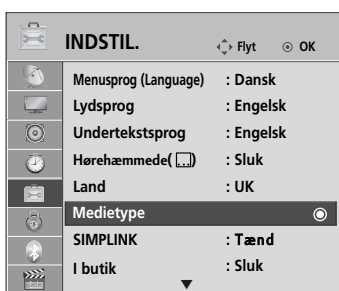 INDSTIL. Flyt OK
Menusprog (Language) : Dansk
Lydsprog : Engelsk
Undertekstsprog : Engelsk
Hørehæmmede( ) : Sluk
Land : UK
Medietype
SIMPLINK : Tænd
I butik : Sluk